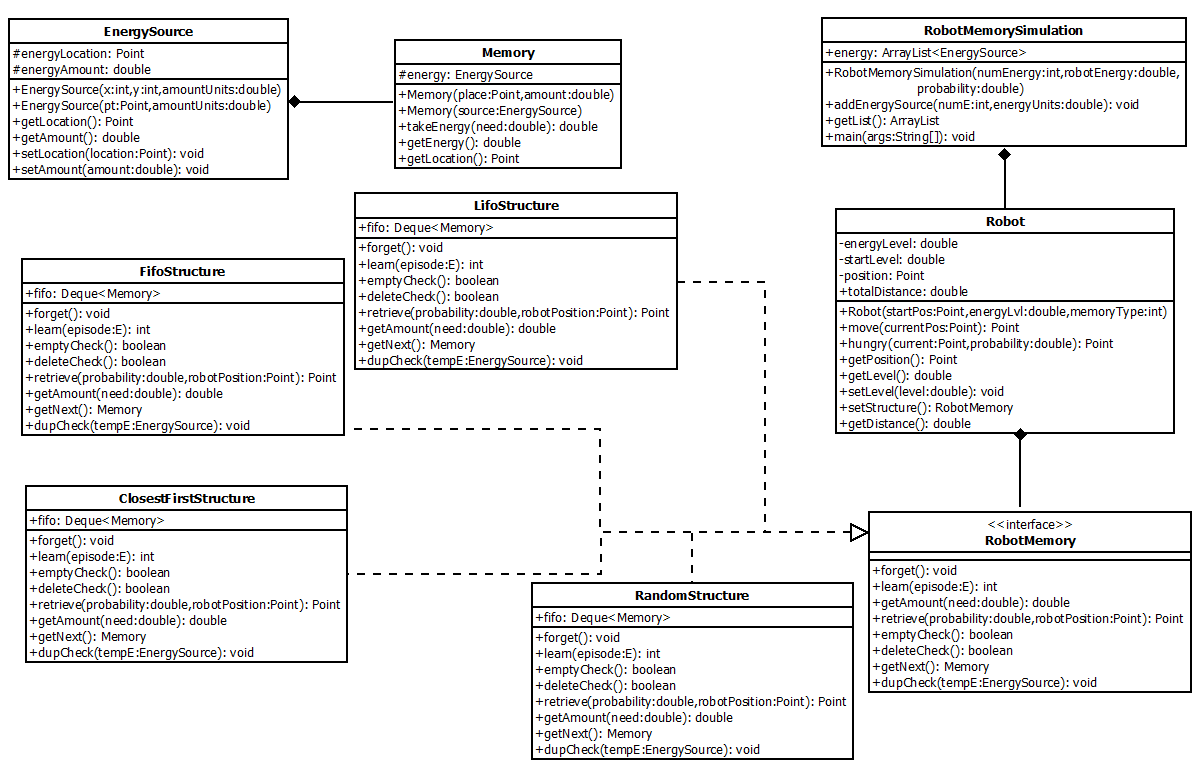 EnergySource
#energyLocation: Point
#energyAmount: double
+EnergySource(x:int,y:int,amountUnits:double)
+EnergySource(pt:Point,amountUnits:double)
+getLocation(): Point
+getAmount(): double
+setLocation(location:Point): void
+setAmount(amount:double): void
Memory
#energy: EnergySource
+Memory(place:Point,amount:double)
+Memory(source:EnergySource)
+takeEnergy(need:double): double
+getEnergy(): double
+getLocation(): Point
RobotMemorySimulation
+energy: ArrayList<EnergySource>
+RobotMemorySimulation(numEnergy:int,robotEnergy:double,
probability:double)
+addEnergySource(numE:int,energyUnits:double): void
+getList(): ArrayList
+main(args:String[]): void
LifoStructure
+fifo: Deque<Memory>
+forget(): void
+learn(episode:E): int
+emptyCheck(): boolean
+deleteCheck(): boolean
+retrieve(probability:double,robotPosition:Point): Point
+getAmount(need:double): double
+getNext(): Memory
+dupCheck(tempE:EnergySource): void
Robot
-energyLevel: double
-startLevel: double
-position: Point
+totalDistance: double
+Robot(startPos:Point,energyLvl:double,memoryType:int)
+move(currentPos:Point): Point
+hungry(current:Point,probability:double): Point
+getPosition(): Point
+getLevel(): double
+setLevel(level:double): void
+setStructure(): RobotMemory
+getDistance(): double
FifoStructure
+fifo: Deque<Memory>
+forget(): void
+learn(episode:E): int
+emptyCheck(): boolean
+deleteCheck(): boolean
+retrieve(probability:double,robotPosition:Point): Point
+getAmount(need:double): double
+getNext(): Memory
+dupCheck(tempE:EnergySource): void
ClosestFirstStructure
+fifo: Deque<Memory>
+forget(): void
+learn(episode:E): int
+emptyCheck(): boolean
+deleteCheck(): boolean
+retrieve(probability:double,robotPosition:Point): Point
+getAmount(need:double): double
+getNext(): Memory
+dupCheck(tempE:EnergySource): void
<<interface>>
RobotMemory
+forget(): void
+learn(episode:E): int
+getAmount(need:double): double
+retrieve(probability:double,robotPosition:Point): Point
+emptyCheck(): boolean
+deleteCheck(): boolean
+getNext(): Memory
+dupCheck(tempE:EnergySource): void
RandomStructure
+fifo: Deque<Memory>
+forget(): void
+learn(episode:E): int
+emptyCheck(): boolean
+deleteCheck(): boolean
+retrieve(probability:double,robotPosition:Point): Point
+getAmount(need:double): double
+getNext(): Memory
+dupCheck(tempE:EnergySource): void